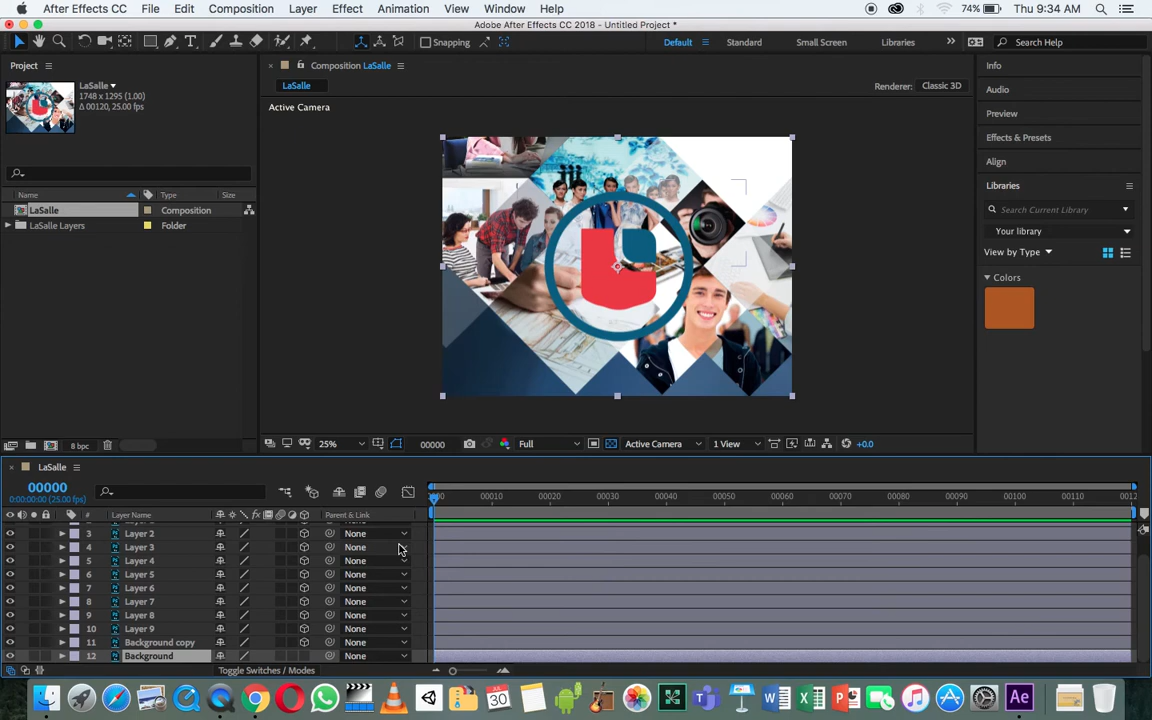 After Effects CC File Edit Composition Layer Effect Animation View Window Help 74% Thu 9:34 AM
Adobe After Effects CC 2018 - Untitled Project *
Snapping Default Standard Small Screen Libraries Search Help
Project
LaSalle
1748 x 1295 (1.00)
Δ 00120, 25.00 fps
Name Type Size
LaSalle Composition
LaSalle Layers Folder
8 bpc
Composition LaSalle
LaSalle
Renderer: Classic 3D
Active Camera
25% 00000 Full Active Camera 1 View +0.0
Info
Audio
Preview
Effects & Presets
Align
Libraries
Search Current Library
Your library
View by Type
Colors
LaSalle
00000
0:00:00:00 (25.00 fps)
00010 00020 00030 00040 00050 00060 00070 00080 00090 00100 00110
# Layer Name Parent & Link
3 Layer 2 None
4 Layer 3 None
5 Layer 4 None
6 Layer 5 None
7 Layer 6 None
8 Layer 7 None
9 Layer 8 None
10 Layer 9 None
11 Background copy None
12 Background None
Toggle Switches / Modes
JUL
30
Ae